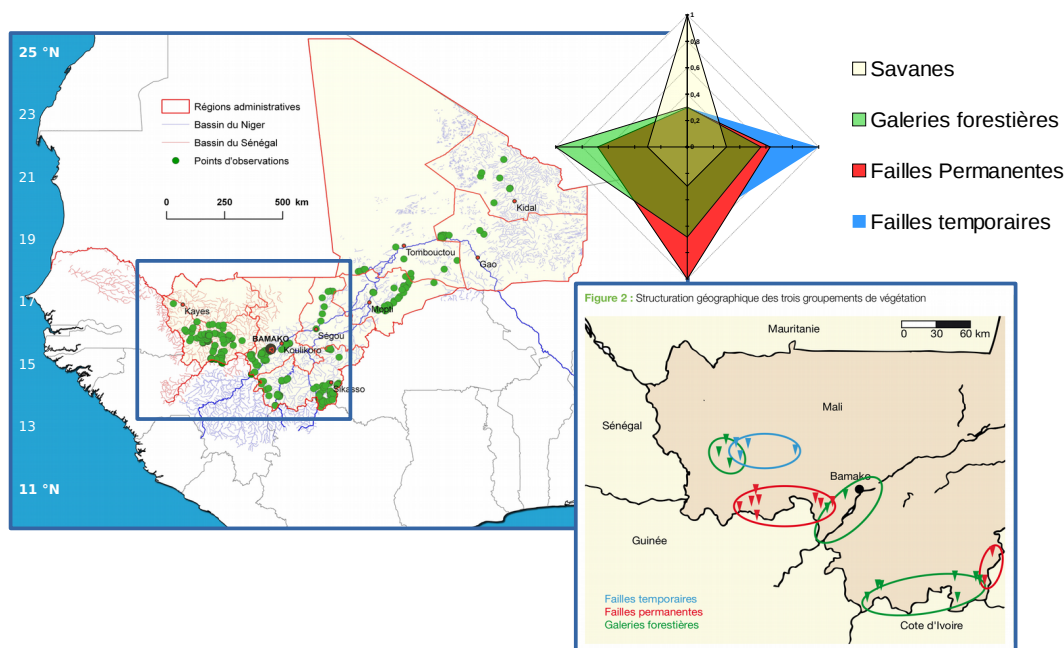 25 °N
23
21
19
17
15
13
11 °N
Régions administratives
Bassin du Niger
Bassin du Sénégal
Points d'observations
0
250
500 km
Kidal
Tombouctou
Gao
Mopti
Kayes
Ségou
BAMAKO
Koulikoro
Sikasso
1
0,8
0,6
0,4
0,2
0
Savanes
Galeries forestières
Failles Permanentes
Failles temporaires
Figure 2 : Structuration géographique des trois groupements de végétation
0 30 60 km
Mauritanie
Mali
Sénégal
Bamako
Guinée
Failles temporaires
Failles permanentes
Galeries forestières
Cote d'Ivoire